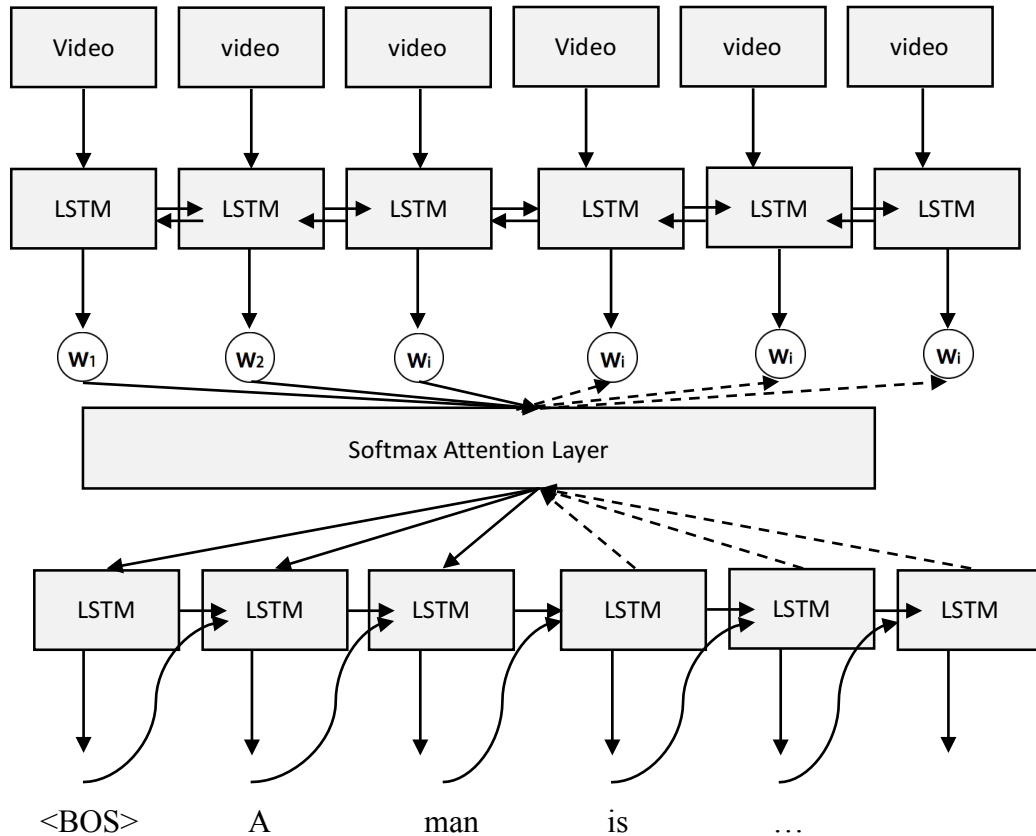 Video video video Video video video
LSTM LSTM LSTM LSTM LSTM LSTM
W1 W2 Wi Wi Wi Wi
Softmax Attention Layer
LSTM LSTM LSTM LSTM LSTM LSTM
<BOS> A man is ...